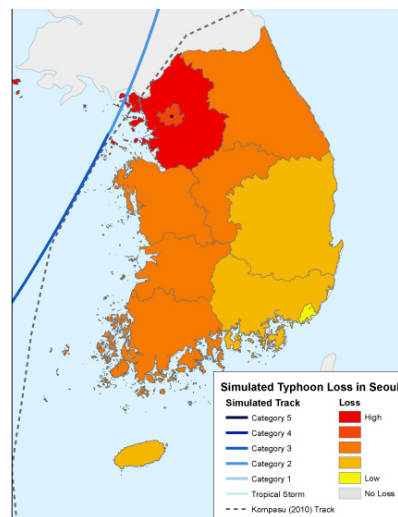 Simulated Typhoon Loss in Seoul
Simulated Track Loss
Category 5 High
Category 4
Category 3
Category 2
Category 1 Low
Tropical Storm No Loss
Kompasu (2010) Track